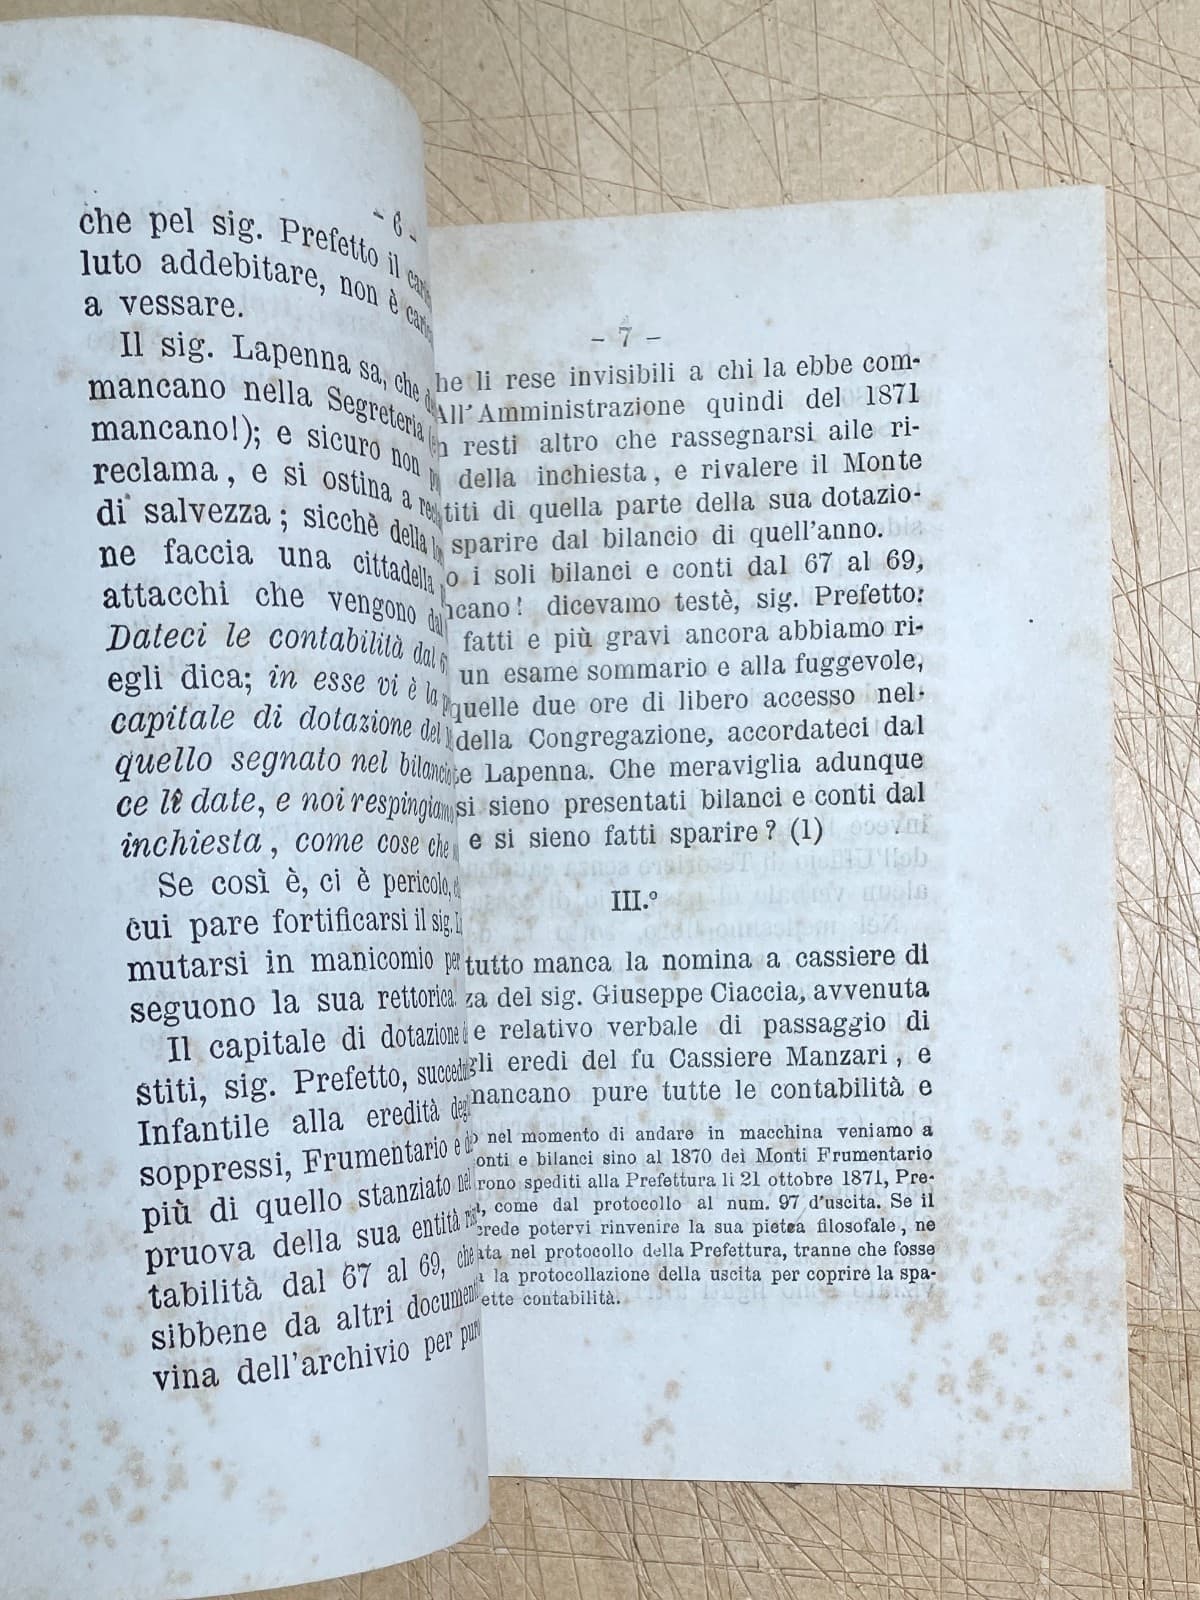 - 6 -
che pel sig. Prefetto il
luto addebitare, non è
a vessare.
Il sig. Lapenna sa, che
mancano nella Segreteria
mancano!); e sicuro non
reclama, e si ostina a
di salvezza; sicchè della
ne faccia una cittadella
attacchi che vengono dal
Dateci le contabilità dal
egli dica; in esse vi è la
capitale di dotazione del
quello segnato nel bilancio
ce lê date, e noi respingiamo
inchiesta, come cose che
Se così è, ci è pericolo,
cui pare fortificarsi il sig.
mutarsi in manicomio per
seguono la sua rettorica.
Il capitale di dotazione
stiti, sig. Prefetto,
Infantile alla eredità
soppressi, Frumentario e
più di quello stanziato nel
pruova della sua entità
tabilità dal 67 al 69, che
sibbene da altri
vina dell'archivio per
- 7 -
he li rese invisibili a chi la ebbe com-
All'Amministrazione quindi del 1871
resti altro che rassegnarsi aile ri-
della inchiesta, e rivalere il Monte
titi di quella parte della sua dotazio-
sparire dal bilancio di quell'anno.
o i soli bilanci e conti dal 67 al 69,
ncano! dicevamo testè, sig. Prefetto:
fatti e più gravi ancora abbiamo ri-
un esame sommario e alla fuggevole,
quelle due ore di libero accesso nel-
della Congregazione, accordateci dal
te Lapenna. Che meraviglia adunque
si sieno presentati bilanci e conti dal
e si sieno fatti sparire? (1)
III.°
tutto manca la nomina a cassiere di
za del sig. Giuseppe Ciaccia, avvenuta
e relativo verbale di passaggio di
gli eredi del fu Cassiere Manzari, e
mancano pure tutte le contabilità e
o nel momento di andare in macchina veniamo a
onti e bilanci sino al 1870 dei Monti Frumentario
rono spediti alla Prefettura li 21 ottobre 1871, Pre-
come dal protocollo al num. 97 d'uscita. Se il
crede potervi rinvenire la sua pietea filosofale, ne
ata nel protocollo della Prefettura, tranne che fosse
la protocollazione della uscita per coprire la spa-
ette contabilità.